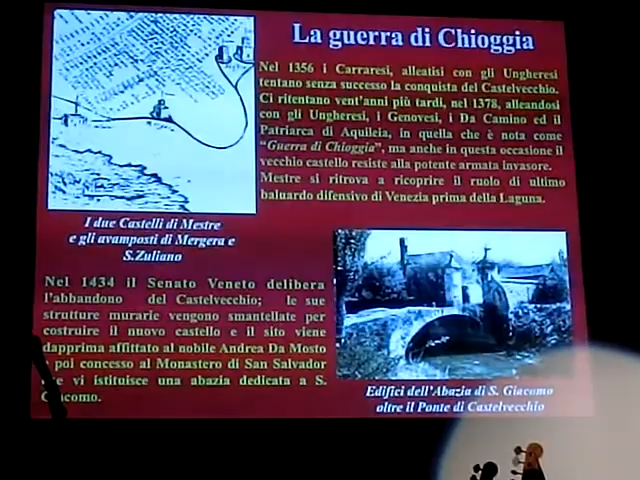 La guerra di Chioggia
Nel 1356 i Carraresi, alleatisi con gli Ungheresi
tentano senza successo la conquista del Castelvecchio.
Ci ritentano vent'anni più tardi, nel 1378, alleandosi
con gli Ungheresi, i Genovesi, i Da Camino ed il
Patriarca di Aquileia, in quella che è nota come
"Guerra di Chioggia", ma anche in questa occasione il
vecchio castello resiste alla potente armata invasore.
Mestre si ritrova a ricoprire il ruolo di ultimo
baluardo difensivo di Venezia prima della Laguna.
I due Castelli di Mestre
e gli avamposti di Mergera e
S.Zuliano
Nel 1434 il Senato Veneto delibera
l'abbandono del Castelvecchio; le sue
strutture murarie vengono smantellate per
costruire il nuovo castello e il sito viene
dapprima affittato al nobile Andrea Da Mosto
poi concesso al Monastero di San Salvador
vi istituisce una abazia dedicata a S.
Giacomo.
Edifici dell'Abazia di S. Giacomo
oltre il Ponte di Castelvecchio